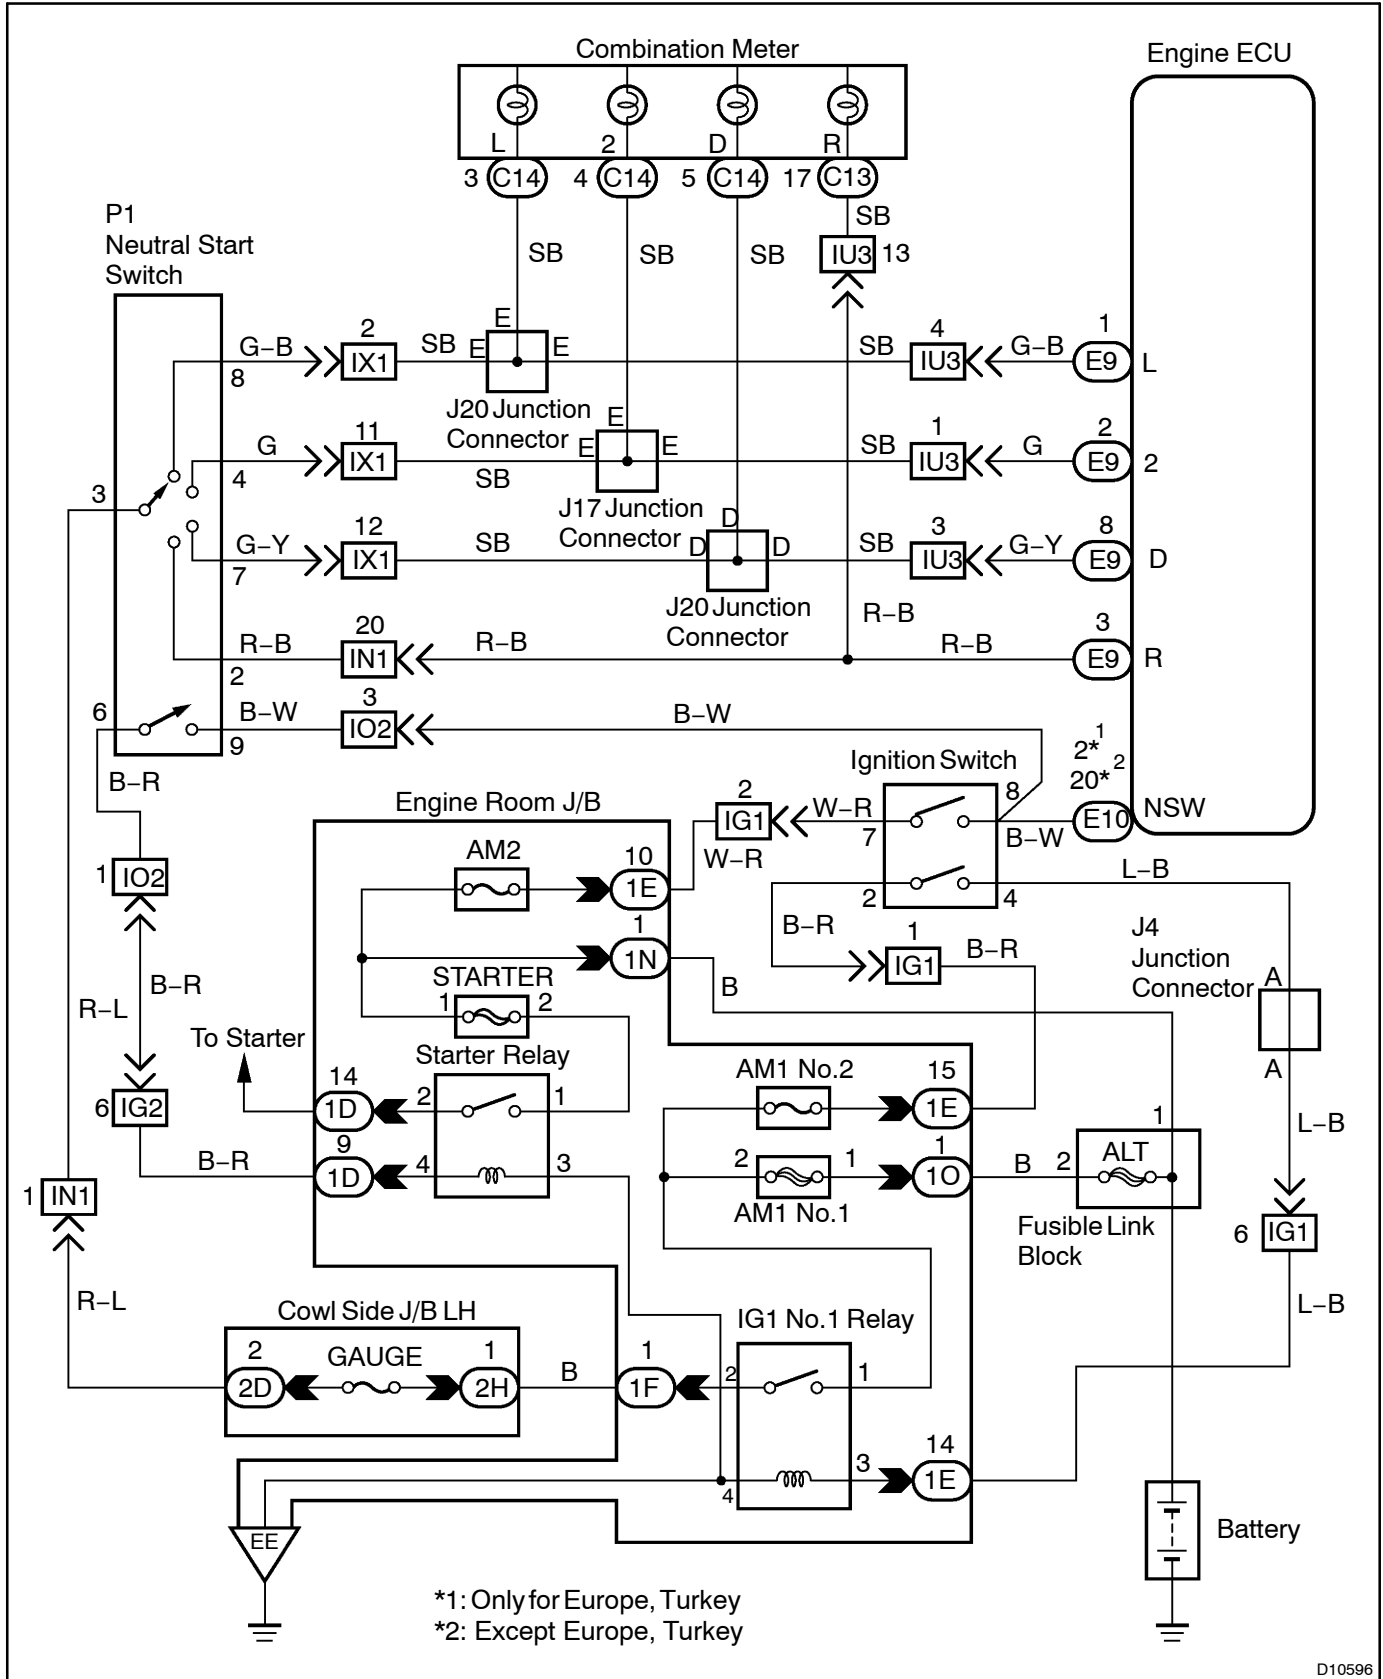 Combination Meter
Engine ECU
L 2 D R
3 C14 4 C14 5 C14 17 C13
P1
Neutral Start
Switch
SB
SB SB SB IU3 13
E
2 SB E E SB 4 G–B 1
G–B IX1 IU3 E9 L
8
J20 Junction
Connector
E
11 E E SB 1 G 2
G IX1 IU3 E9 2
4 SB
3
J17 Junction
Connector
D
12 SB D D SB 3 G–Y 8
G–Y IX1 IU3 E9 D
7
J20 Junction
Connector
R–B
20 R–B R–B 3
R–B IN1 E9 R
2
6 B–W 3 B–W
IO2
9
B–R
2*1
20*2
Ignition Switch
Engine Room J/B
2 W–R 8
IG1 7 B–W E10 NSW
W–R
AM2 10
1E
2 4 L–B
1 IO2
1
1N
B–R 1 B–R
IG1
J4
Junction
Connector
A
B
STARTER
1 2
R–L B–R
To Starter
Starter Relay
A
14 2 1
1D
AM1 No.2 15
1E
6 IG2
L–B
9
B–R 1D 4 3
2 1 1
1O B 2 ALT 1
AM1 No.1
Fusible Link
Block
1 IN1
6 IG1
R–L
L–B
Cowl Side J/B LH
IG1 No.1 Relay
2 GAUGE 1 B 1 2 1
2D 2H 1F
14
3 1E
4
EE
Battery
*1: Only for Europe, Turkey
*2: Except Europe, Turkey
D10596